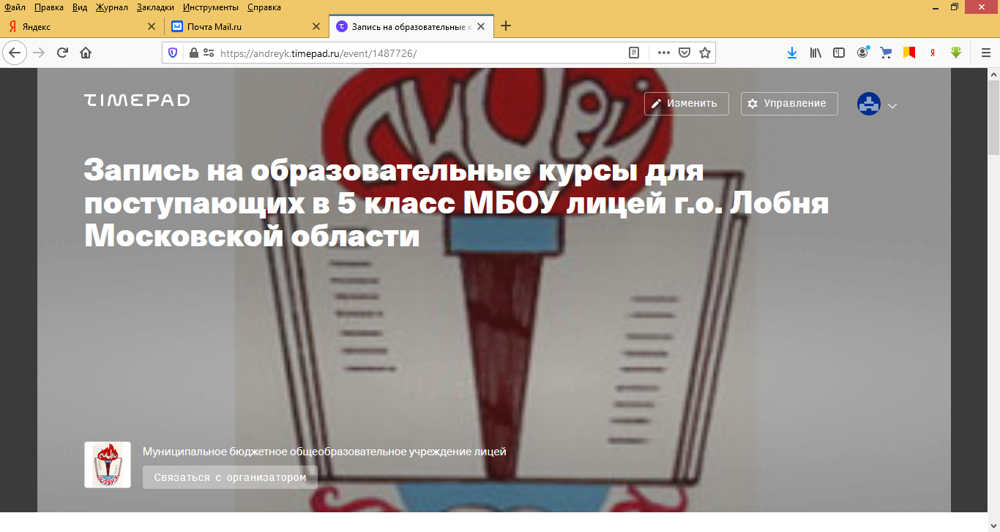 Файл Правка Вид Журнал Закладки Инструменты Справка
Яндекс
Почта Mail.ru
Запись на образовательные к
https://andreyk.timepad.ru/event/1487726/
TIMEPAD
Изменить
Управление
Запись на образовательные курсы для
поступающих в 5 класс МБОУ лицей г.о. Лобня
Московской области
Муниципальное бюджетное общеобразовательное учреждение лицей
Связаться с организатором